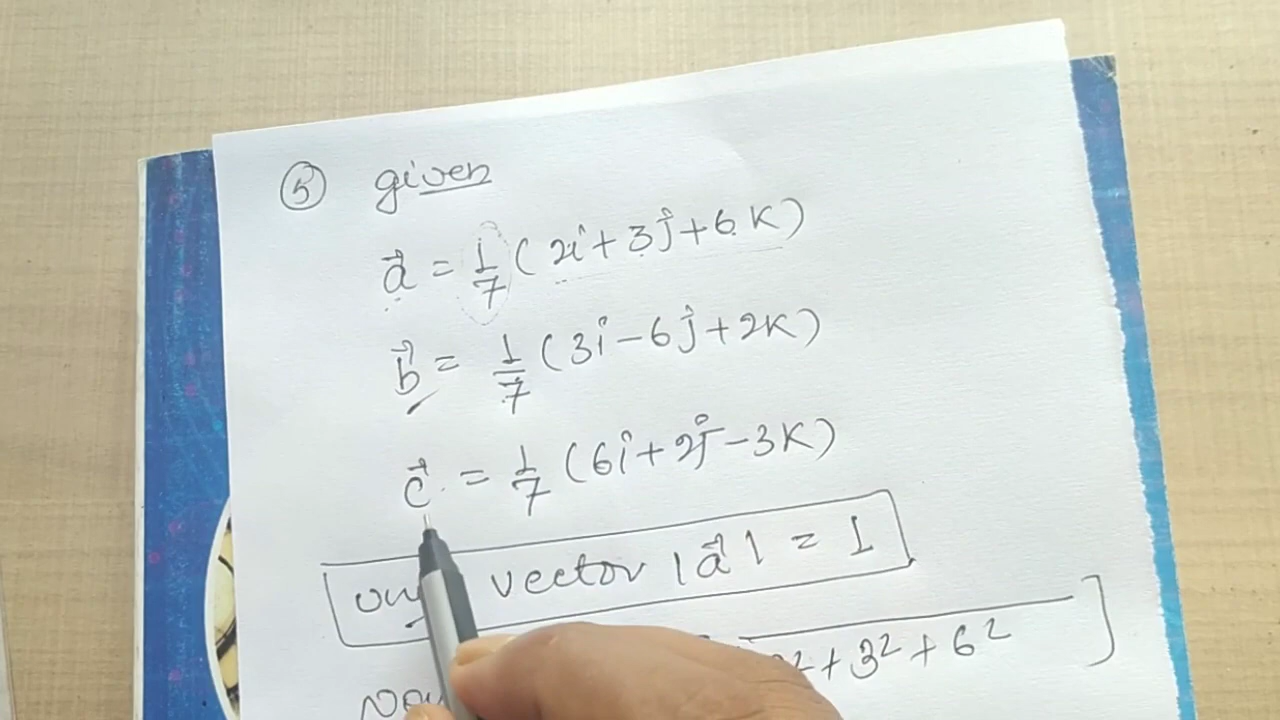 ⑤ given
a⃗ = 1/7 (2i + 3j + 6k)
b⃗ = 1/7 (3i − 6j + 2k)
c⃗ = 1/7 (6i + 2j − 3k)
vector |a⃗| = 1
+ 3² + 6² ]